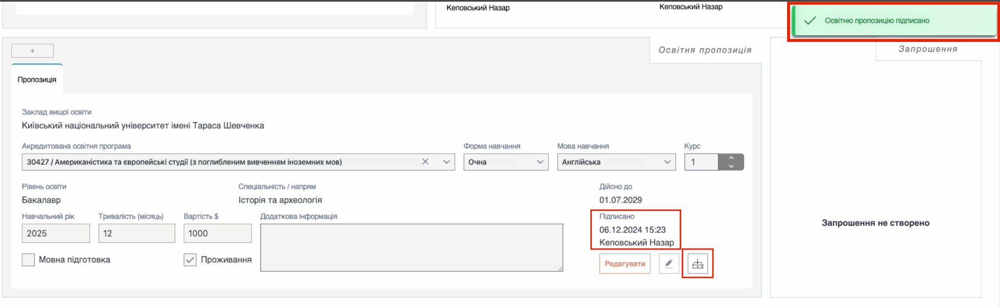 Кеповський Назар
Кеповський Назар
Освітню пропозицію підписано
+
Освітня пропозиція
Запрошення
Пропозиція
Заклад вищої освіти
Київський національний університет імені Тараса Шевченка
Акредитована освітня програма
Форма навчання
Мова навчання
Курс
30427 / Американістика та європейські студії (з поглибленим вивченням іноземних мов)
Очна
Англійська
1
Рівень освіти
Спеціальність / напрям
Дійсно до
Бакалавр
Історія та археологія
01.07.2029
Навчальний рік
Тривалість (місяць)
Вартість $
Додаткова інформація
Підписано
2025
12
1000
06.12.2024 15:23
Кеповський Назар
Запрошення не створено
Мовна підготовка
Проживання
Редагувати